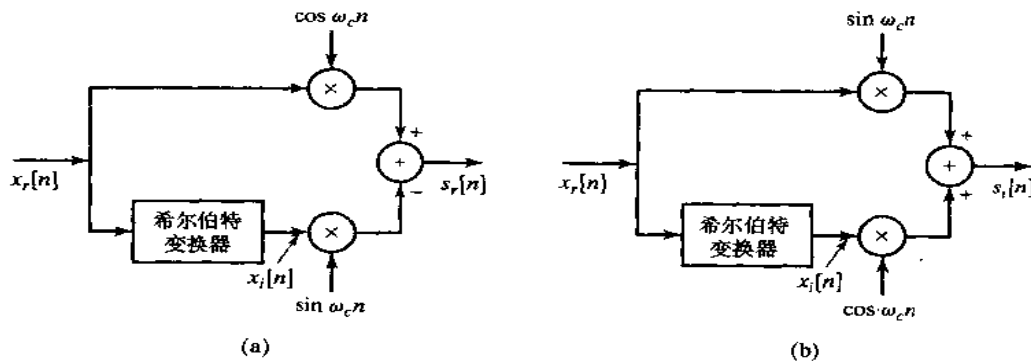 cos ω_c n
x_r[n]
希尔伯特
变换器
x_i[n]
sin ω_c n
×
×
+
+
−
s_r[n]
(a)
sin ω_c n
x_r[n]
希尔伯特
变换器
x_i[n]
cos ω_c n
×
×
+
+
+
s_i[n]
(b)